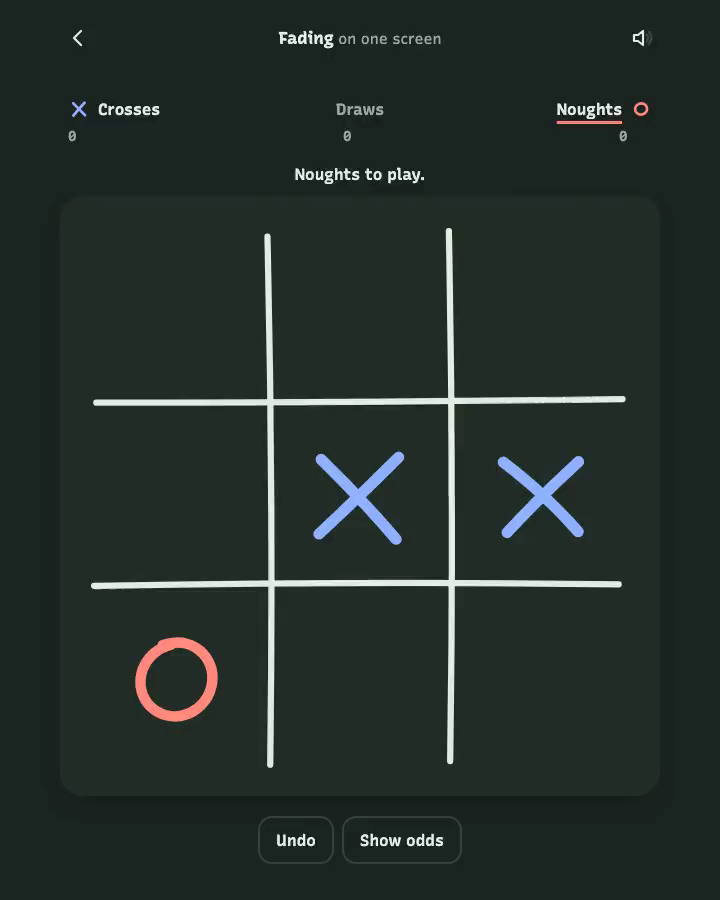 Fading on one screen
Crosses
Draws
Noughts
0
0
0
Noughts to play.
Undo
Show odds